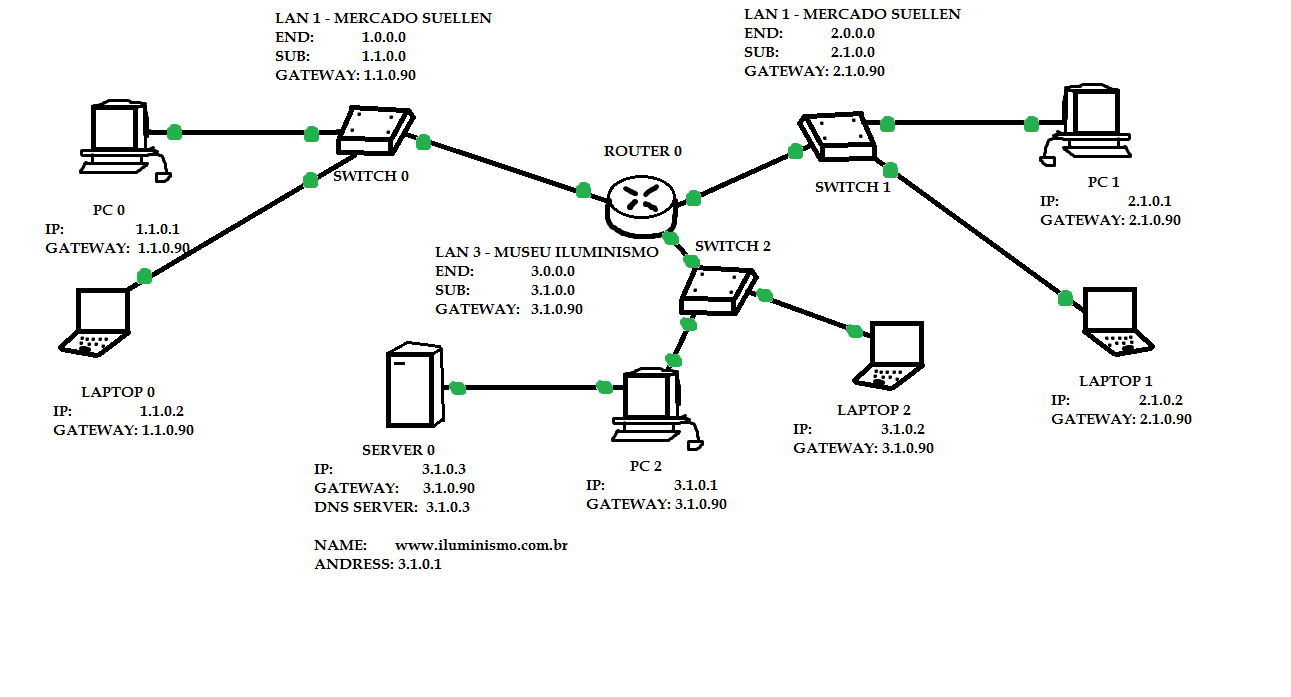 LAN 1 - MERCADO SUELLEN
END: 1.0.0.0
SUB: 1.1.0.0
GATEWAY: 1.1.0.90
LAN 1 - MERCADO SUELLEN
END: 2.0.0.0
SUB: 2.1.0.0
GATEWAY: 2.1.0.90
SWITCH 0
ROUTER 0
SWITCH 1
PC 0
IP: 1.1.0.1
GATEWAY: 1.1.0.90
PC 1
IP: 2.1.0.1
GATEWAY: 2.1.0.90
LAN 3 - MUSEU ILUMINISMO
END: 3.0.0.0
SUB: 3.1.0.0
GATEWAY: 3.1.0.90
SWITCH 2
LAPTOP 0
IP: 1.1.0.2
GATEWAY: 1.1.0.90
LAPTOP 1
IP: 2.1.0.2
GATEWAY: 2.1.0.90
LAPTOP 2
IP: 3.1.0.2
GATEWAY: 3.1.0.90
SERVER 0
IP: 3.1.0.3
GATEWAY: 3.1.0.90
DNS SERVER: 3.1.0.3
NAME: www.iluminismo.com.br
ANDRESS: 3.1.0.1
PC 2
IP: 3.1.0.1
GATEWAY: 3.1.0.90